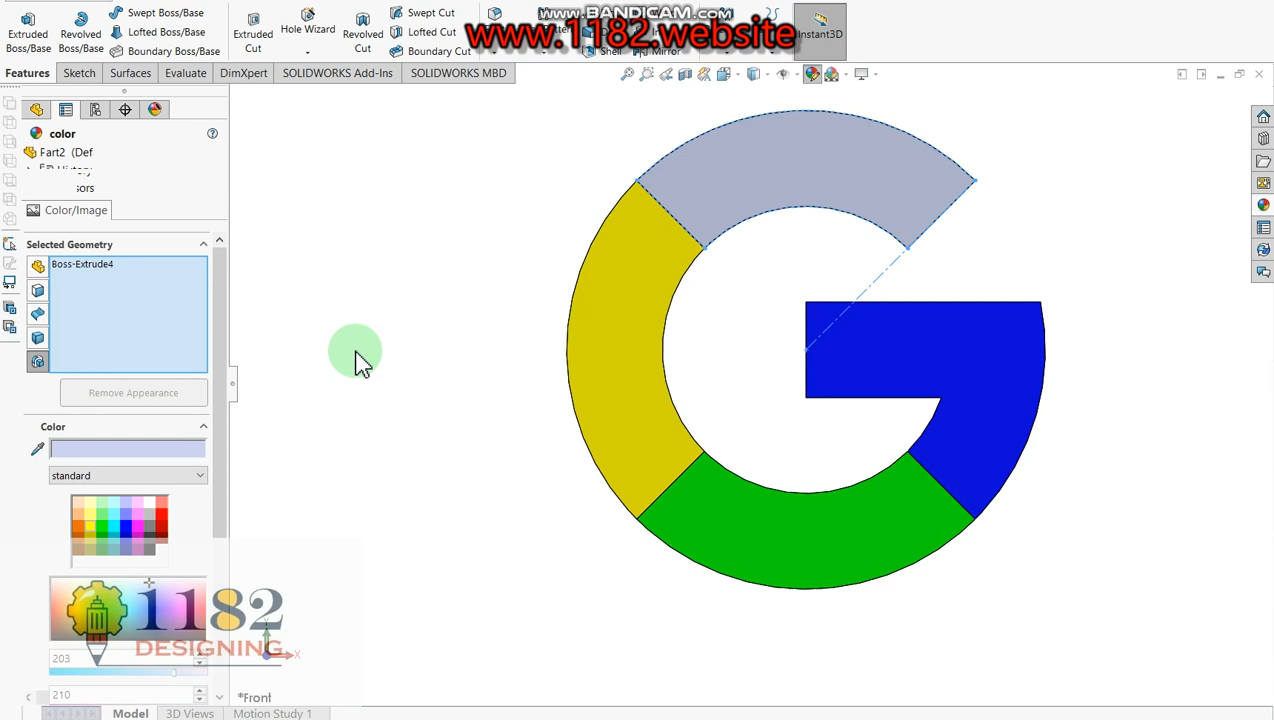 www.BANDICAM.com
www.1182.website
Extruded Boss/Base
Revolved Boss/Base
Swept Boss/Base
Lofted Boss/Base
Boundary Boss/Base
Extruded Cut
Hole Wizard
Revolved Cut
Swept Cut
Lofted Cut
Boundary Cut
Shell
Mirror
Instant3D
Features
Sketch
Surfaces
Evaluate
DimXpert
SOLIDWORKS Add-Ins
SOLIDWORKS MBD
color
Part2 (Def
Color/Image
Selected Geometry
Boss-Extrude4
Remove Appearance
Color
standard
1182
DESIGNING
Y
X
203
210
*Front
Model
3D Views
Motion Study 1